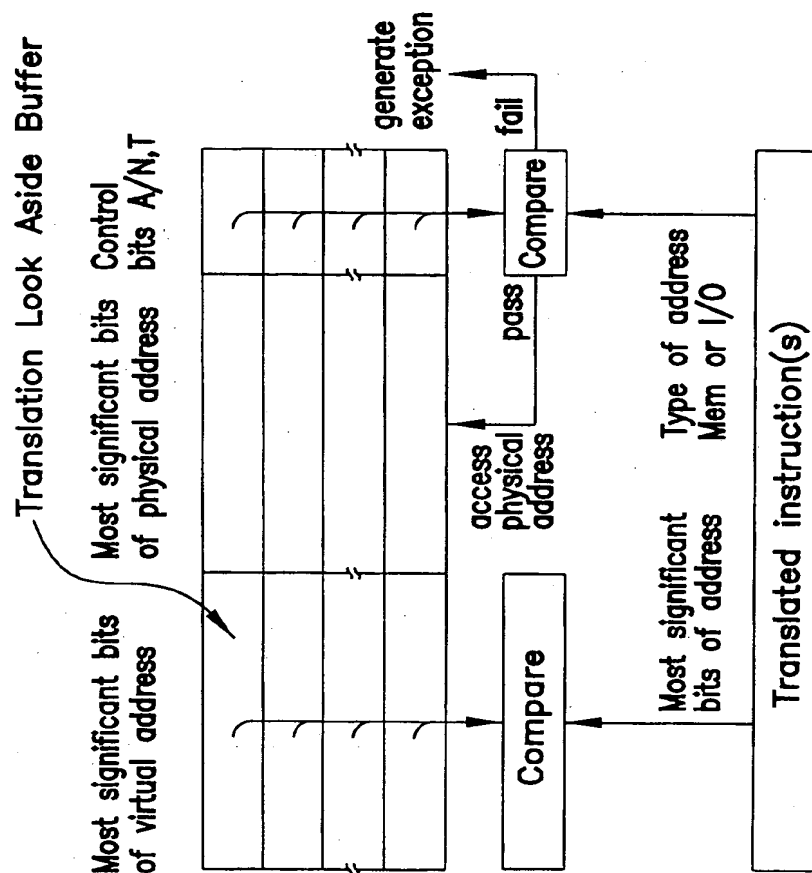 Translation Look Aside Buffer
Most significant bits
of virtual address
Most significant bits
of physical address
Control
bits A/N,T
generate
exception
fail
Compare
pass
access
physical
address
Compare
Most significant
bits of address
Type of address
Mem or I/O
Translated instruction(s)